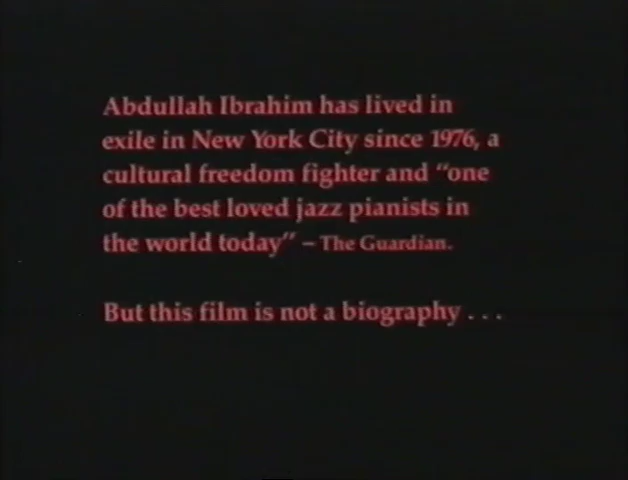 Abdullah Ibrahim has lived in
exile in New York City since 1976, a
cultural freedom fighter and “one
of the best loved jazz pianists in
the world today” – The Guardian.
But this film is not a biography . . .